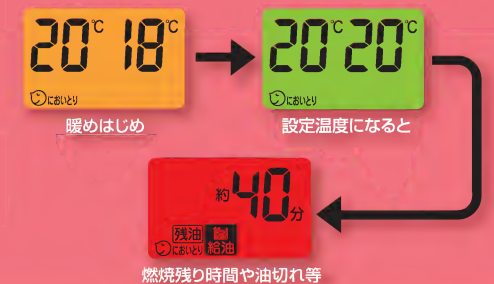 20℃ 18℃
においとり
暖めはじめ
20℃ 20℃
においとり
設定温度になると
約40分
残油 給油
においとり
燃焼残り時間や油切れ等